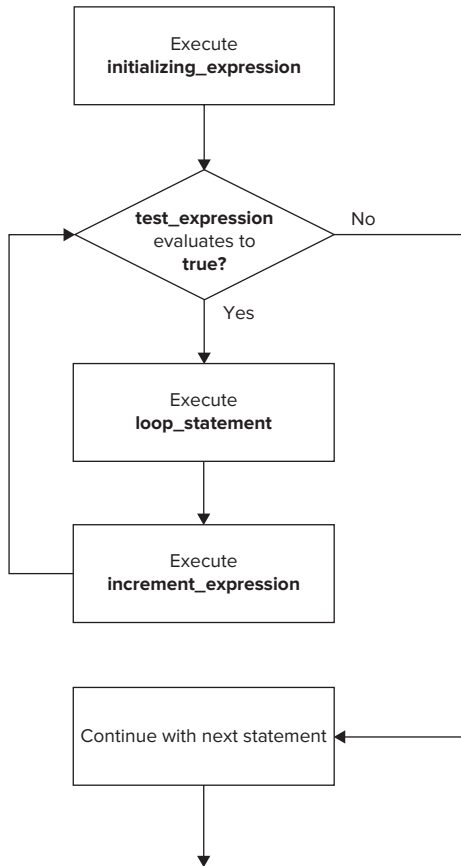 Execute
initializing_expression
test_expression
evaluates to
true?
No
Yes
Execute
loop_statement
Execute
increment_expression
Continue with next statement